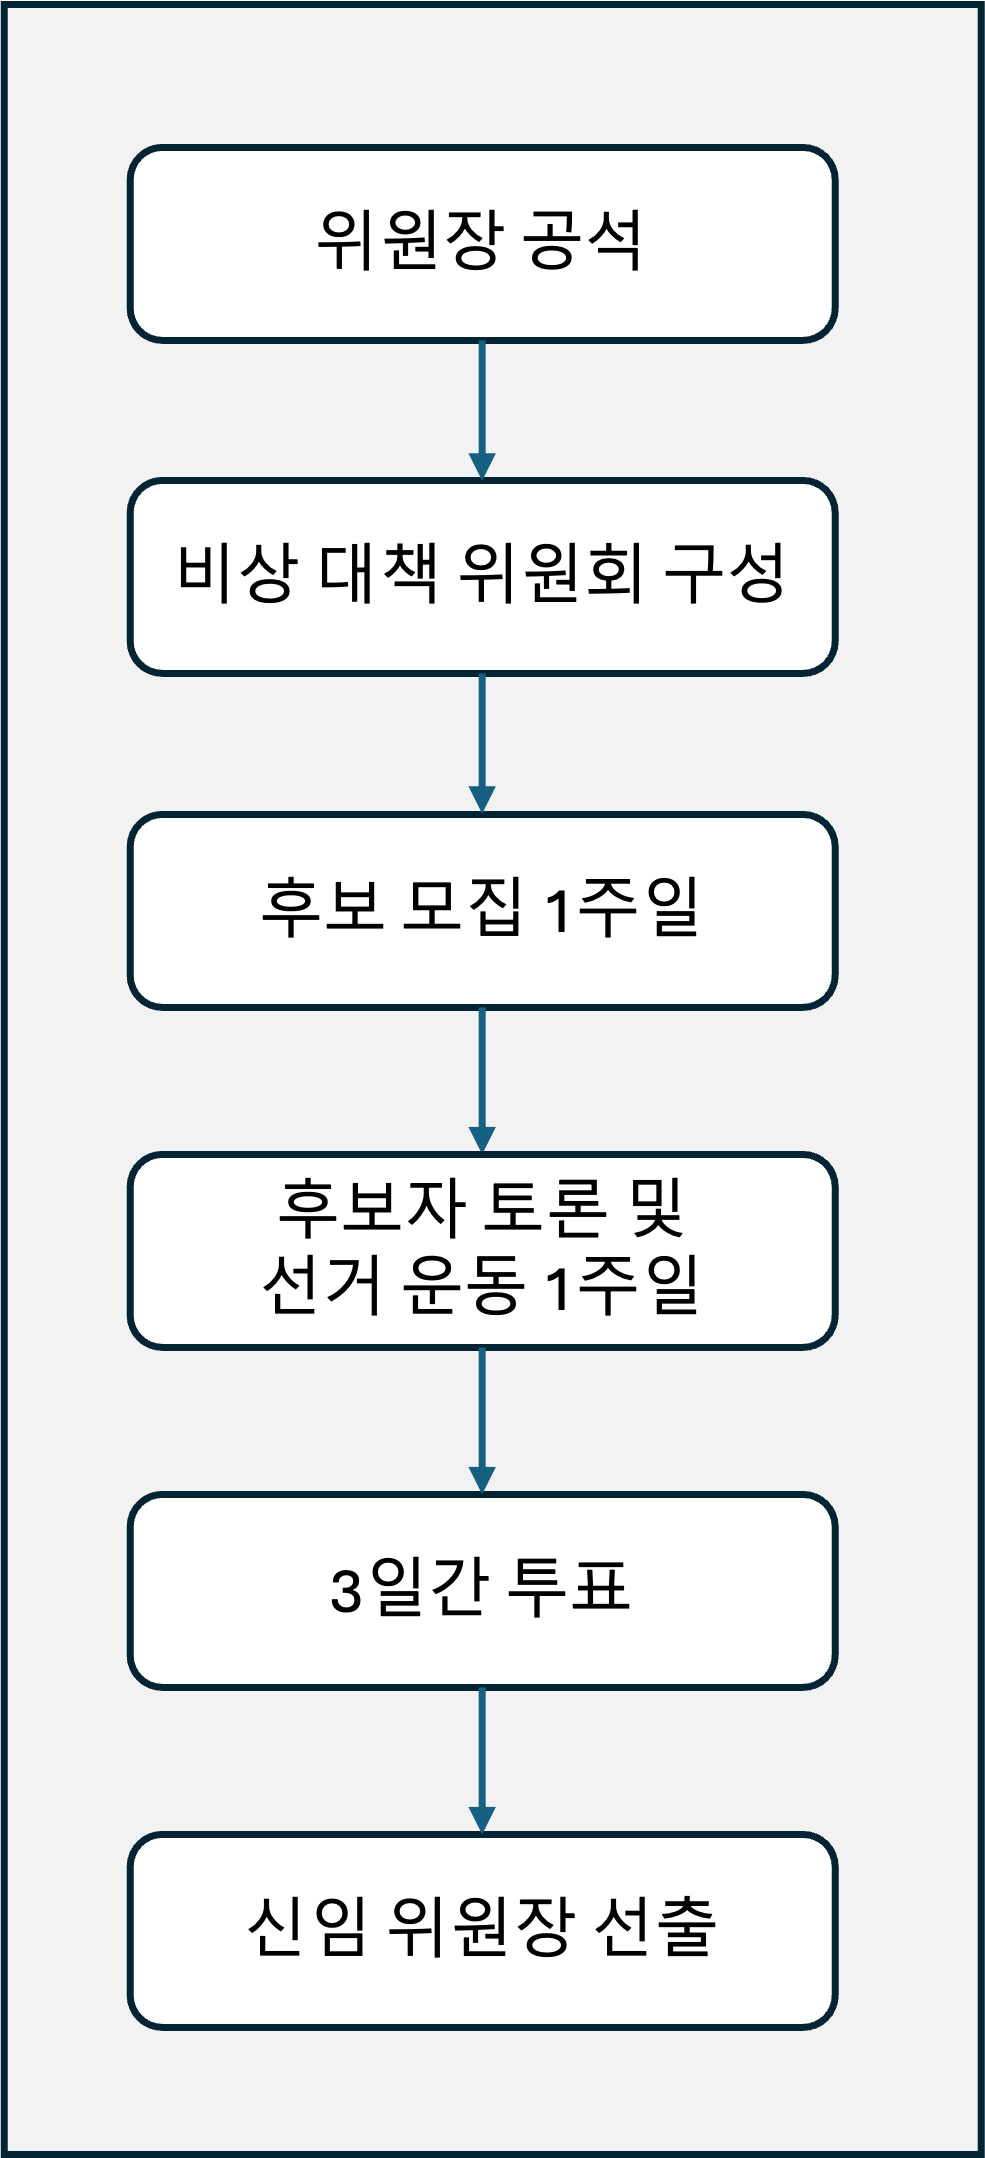 위원장 공석
비상 대책 위원회 구성
후보 모집 1주일
후보자 토론 및
선거 운동 1주일
3일간 투표
신임 위원장 선출